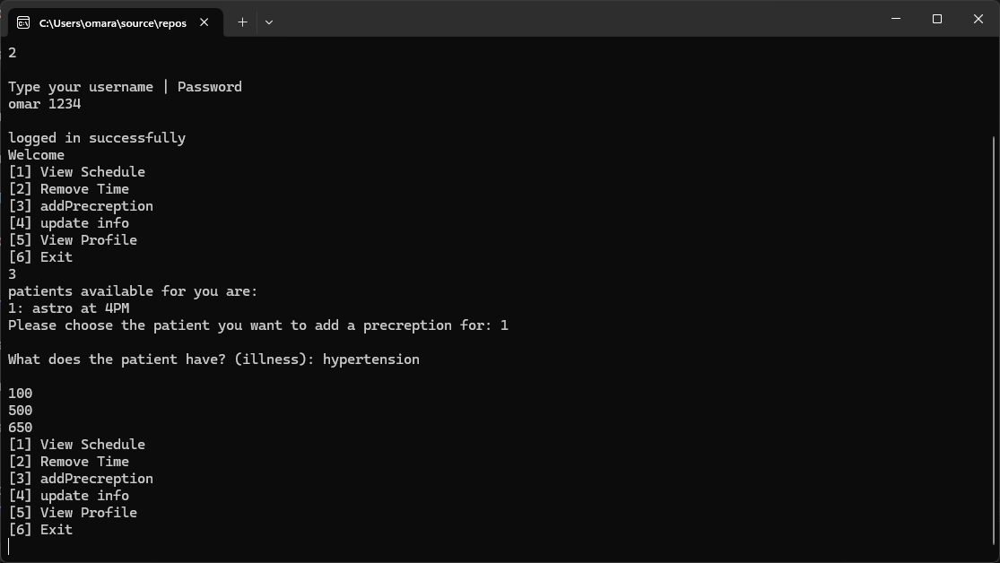 C:\Users\omara\source\repos
2
Type your username | Password
omar 1234
logged in successfully
Welcome
[1] View Schedule
[2] Remove Time
[3] addPrecreption
[4] update info
[5] View Profile
[6] Exit
3
patients available for you are:
1: astro at 4PM
Please choose the patient you want to add a precreption for: 1
What does the patient have? (illness): hypertension
100
500
650
[1] View Schedule
[2] Remove Time
[3] addPrecreption
[4] update info
[5] View Profile
[6] Exit